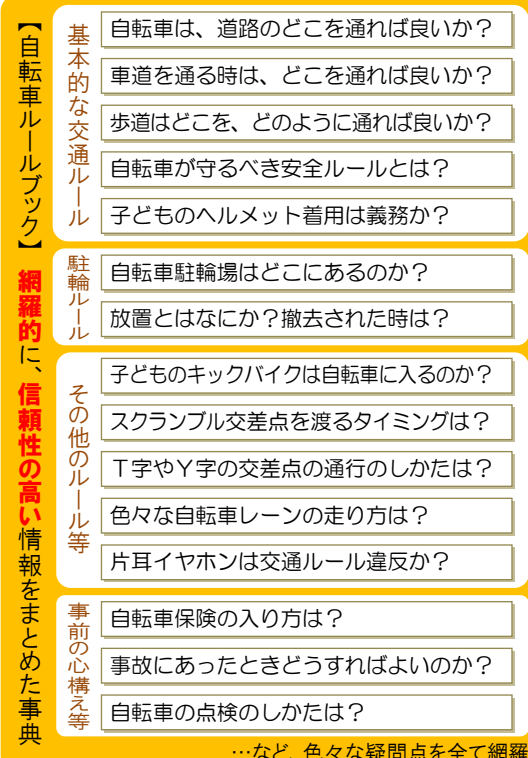 【自転車ルールブック】 網羅的に、信頼性の高い情報をまとめた事典
基本的な交通ルール
自転車は、道路のどこを通れば良いか？
車道を通る時は、どこを通れば良いか？
歩道はどこを、どのように通れば良いか？
自転車が守るべき安全ルールとは？
子どものヘルメット着用は義務か？
駐輪ルール
自転車駐輪場はどこにあるのか？
放置とはなにか？撤去された時は？
その他のルール等
子どものキックバイクは自転車に入るのか？
スクランブル交差点を渡るタイミングは？
T字やY字の交差点の通行のしかたは？
色々な自転車レーンの走り方は？
片耳イヤホンは交通ルール違反か？
事前の心構え等
自転車保険の入り方は？
事故にあったときどうすればよいのか？
自転車の点検のしかたは？
…など、色々な疑問点を全て網羅